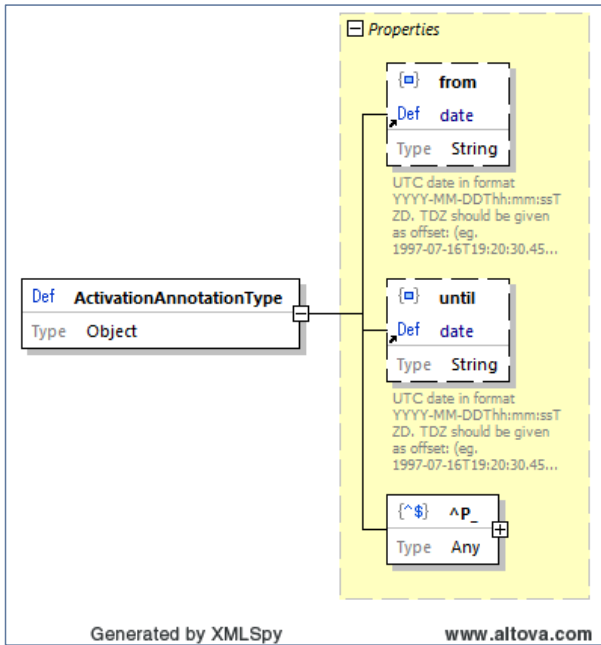 Properties
{} from
Def date
Type String
UTC date in format
YYYY-MM-DDThh:mm:ssT
ZD. TDZ should be given
as offset: (eg.
1997-07-16T19:20:30.45...
Def ActivationAnnotationType
Type Object
{} until
Def date
Type String
UTC date in format
YYYY-MM-DDThh:mm:ssT
ZD. TDZ should be given
as offset: (eg.
1997-07-16T19:20:30.45...
{^$} ^P_
Type Any
Generated by XMLSpy
www.altova.com